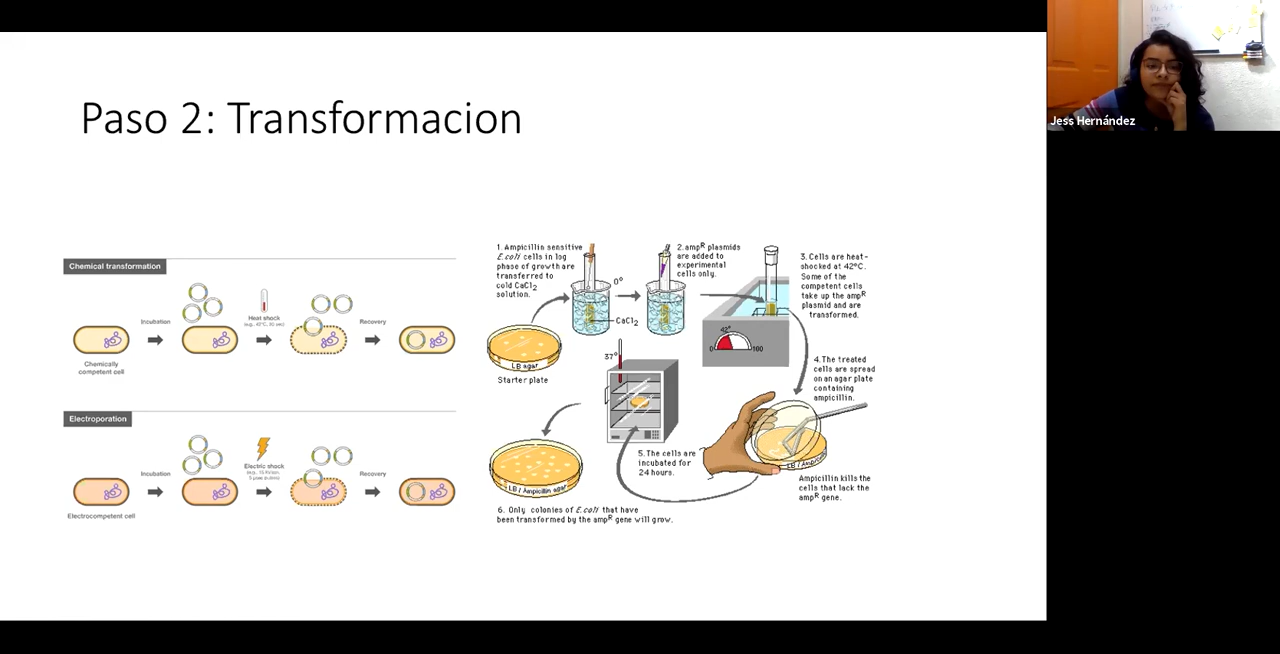 Paso 2: Transformacion
Jess Hernández
Chemical transformation
Incubation
Heat shock
Recovery
Chemically
competent cell
Electroporation
Incubation
Electric shock
Recovery
Electrocompetent cell
1. Ampicillin sensitive
E.coli cells in log
phase of growth are
transferred to
cold CaCl2
solution.
0°
CaCl2
LB agar
Starter plate
2. ampR plasmids
are added to
experimental
cells only.
42°
0
100
3. Cells are heat-
shocked at 42°C.
Some of the
competent cells
take up the ampR
plasmid and are
transformed.
4. The treated
cells are spread
on an agar plate
containing
ampicillin.
Ampicillin kills the
cells that lack the
ampR gene.
37°
5. The cells are
incubated for
24 hours.
LB / Ampicillin agar
6. Only colonies of E.coli that have
been transformed by the ampR gene will grow.